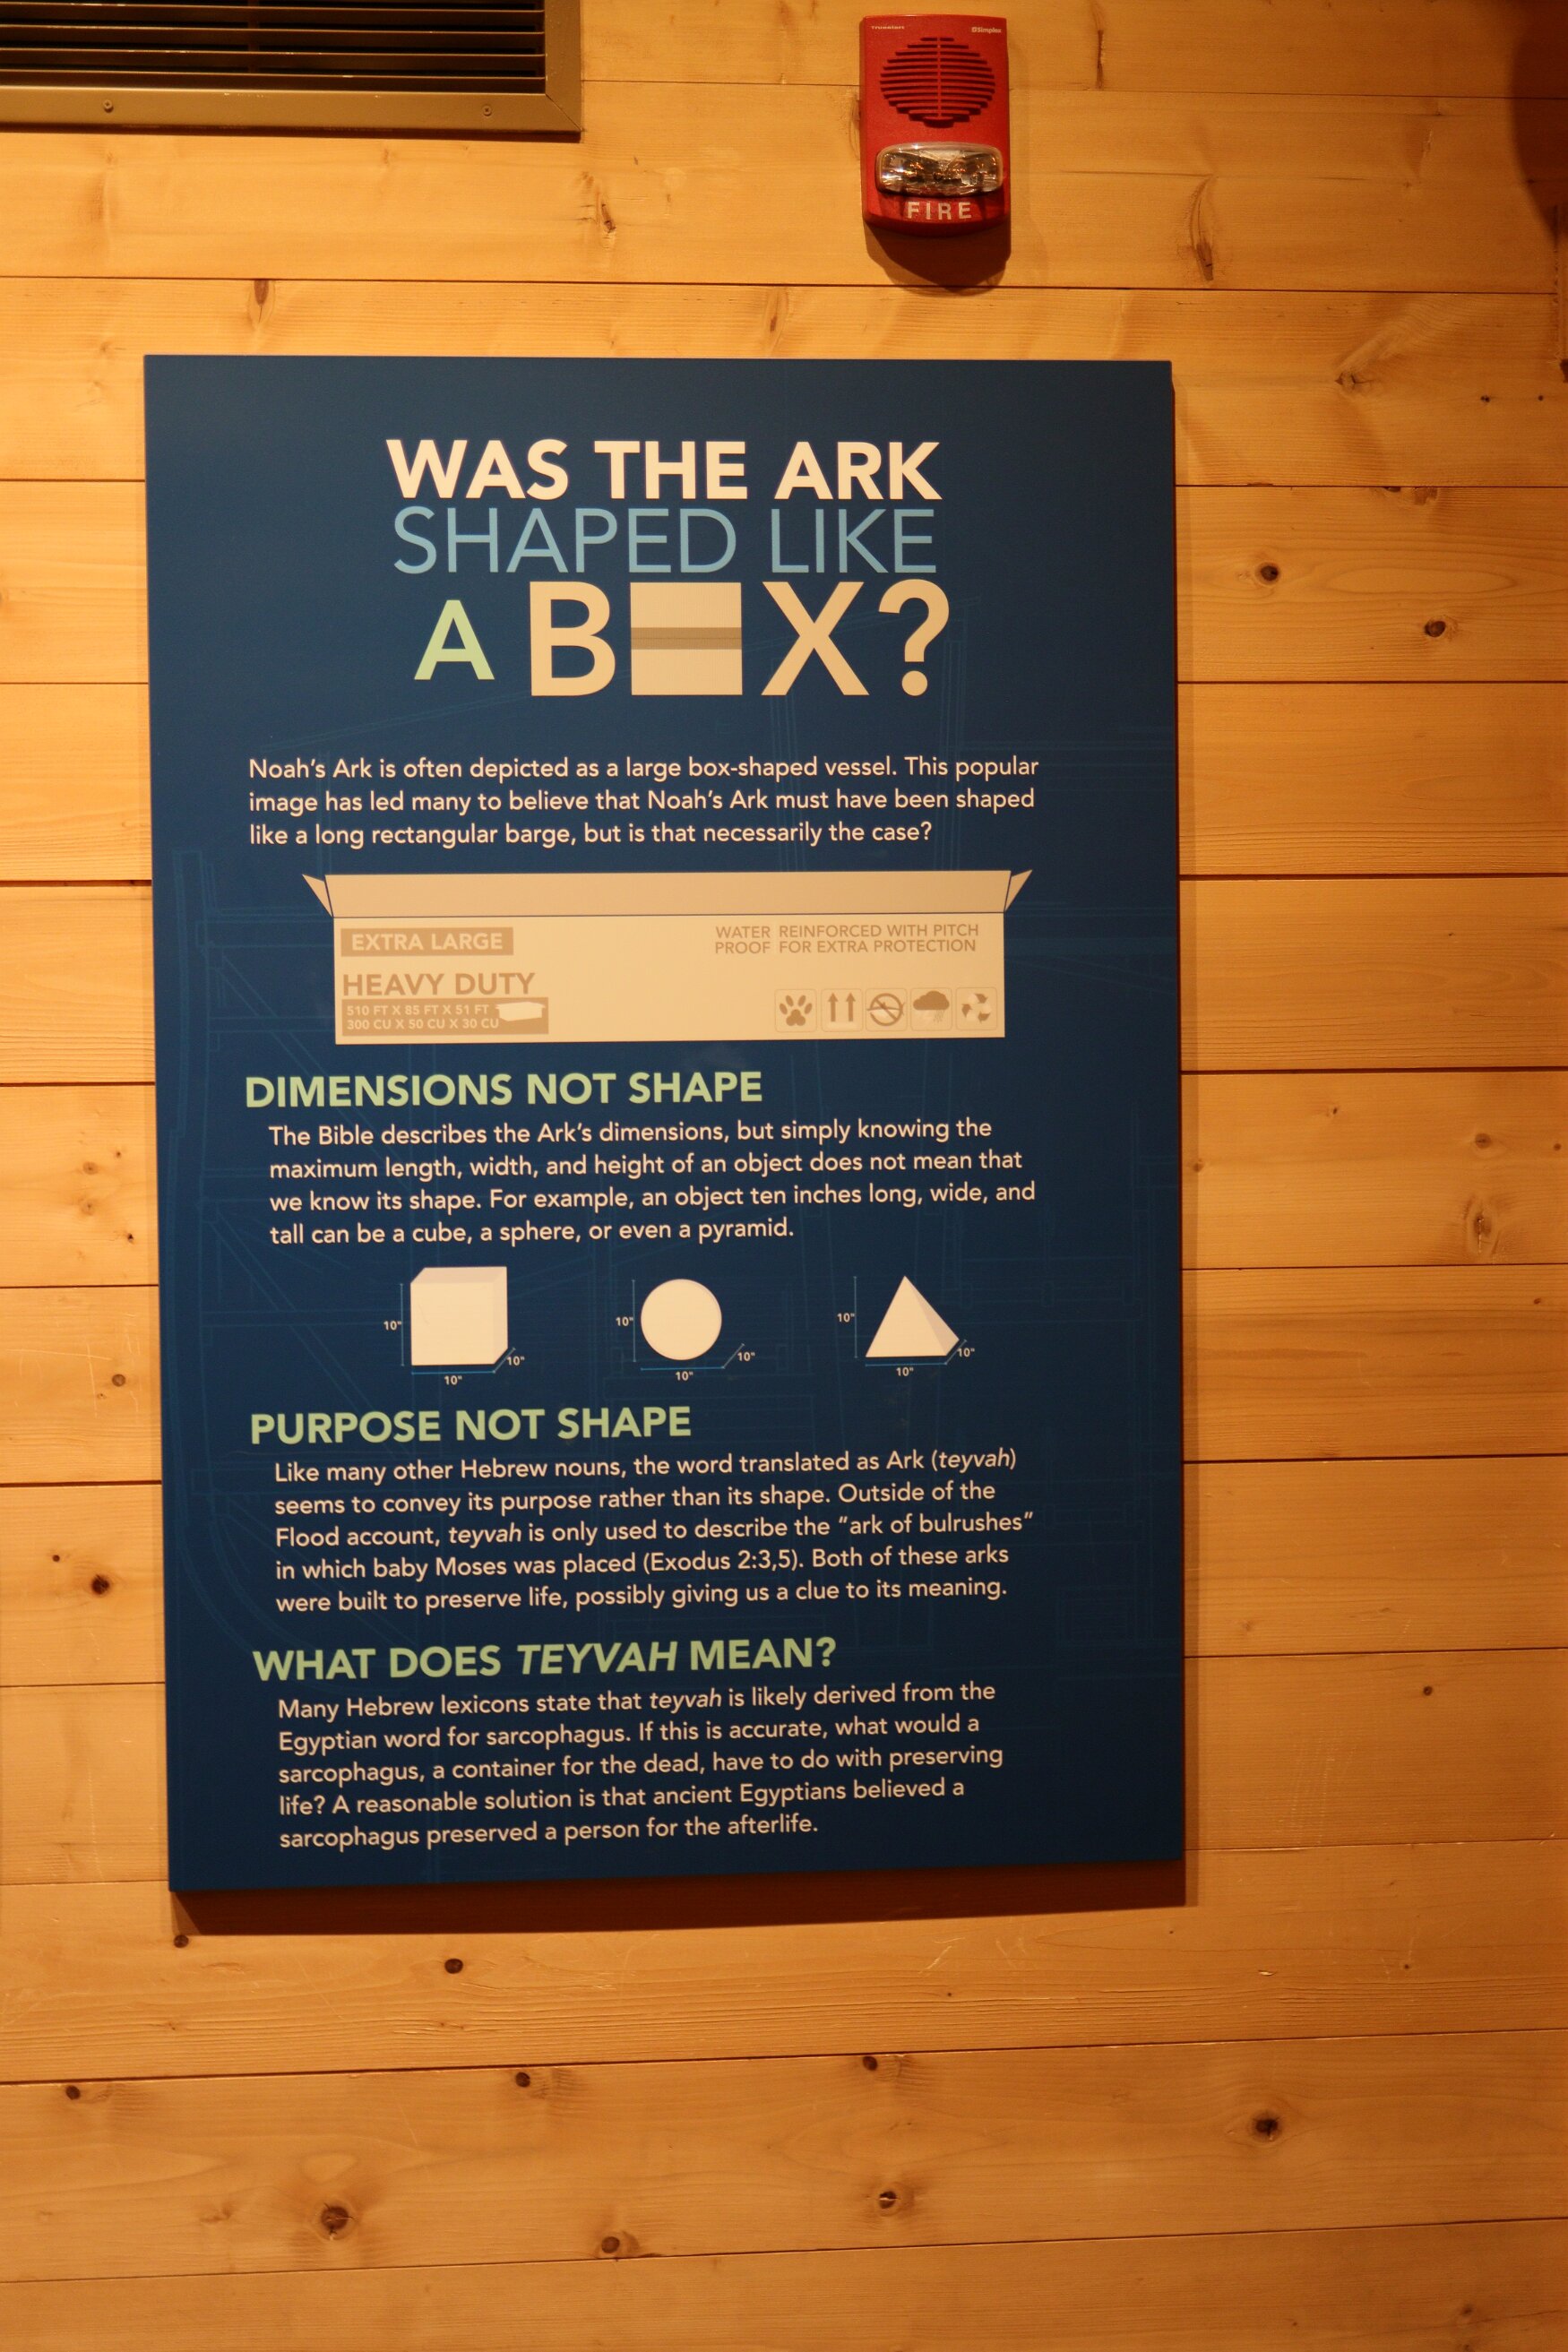 Simplex
FIRE
WAS THE ARK
SHAPED LIKE
A B X?
Noah's Ark is often depicted as a large box-shaped vessel. This popular
image has led many to believe that Noah's Ark must have been shaped
like a long rectangular barge, but is that necessarily the case?
EXTRA LARGE
HEAVY DUTY
510 FT X 85 FT X 51 FT
300 CU X 50 CU X 30 CU
WATER REINFORCED WITH PITCH
PROOF FOR EXTRA PROTECTION
DIMENSIONS NOT SHAPE
The Bible describes the Ark's dimensions, but simply knowing the
maximum length, width, and height of an object does not mean that
we know its shape. For example, an object ten inches long, wide, and
tall can be a cube, a sphere, or even a pyramid.
10" 10" 10"
10" 10" 10"
10" 10" 10"
PURPOSE NOT SHAPE
Like many other Hebrew nouns, the word translated as Ark (teyvah)
seems to convey its purpose rather than its shape. Outside of the
Flood account, teyvah is only used to describe the "ark of bulrushes"
in which baby Moses was placed (Exodus 2:3,5). Both of these arks
were built to preserve life, possibly giving us a clue to its meaning.
WHAT DOES TEYVAH MEAN?
Many Hebrew lexicons state that teyvah is likely derived from the
Egyptian word for sarcophagus. If this is accurate, what would a
sarcophagus, a container for the dead, have to do with preserving
life? A reasonable solution is that ancient Egyptians believed a
sarcophagus preserved a person for the afterlife.